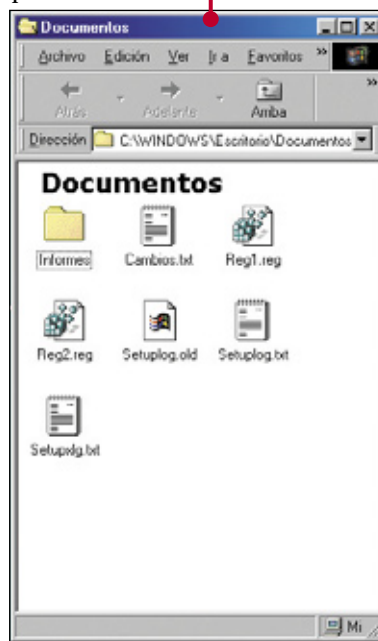 Documentos
Archivo Edición Ver Ir a Favoritos »
Atrás Adelante Arriba »
Dirección C:\WINDOWS\Escritorio\Documentos
Documentos
Informes Cambios.txt Reg1.reg
Reg2.reg Setuplog.old Setuplog.txt
Setupxlg.txt
Mi